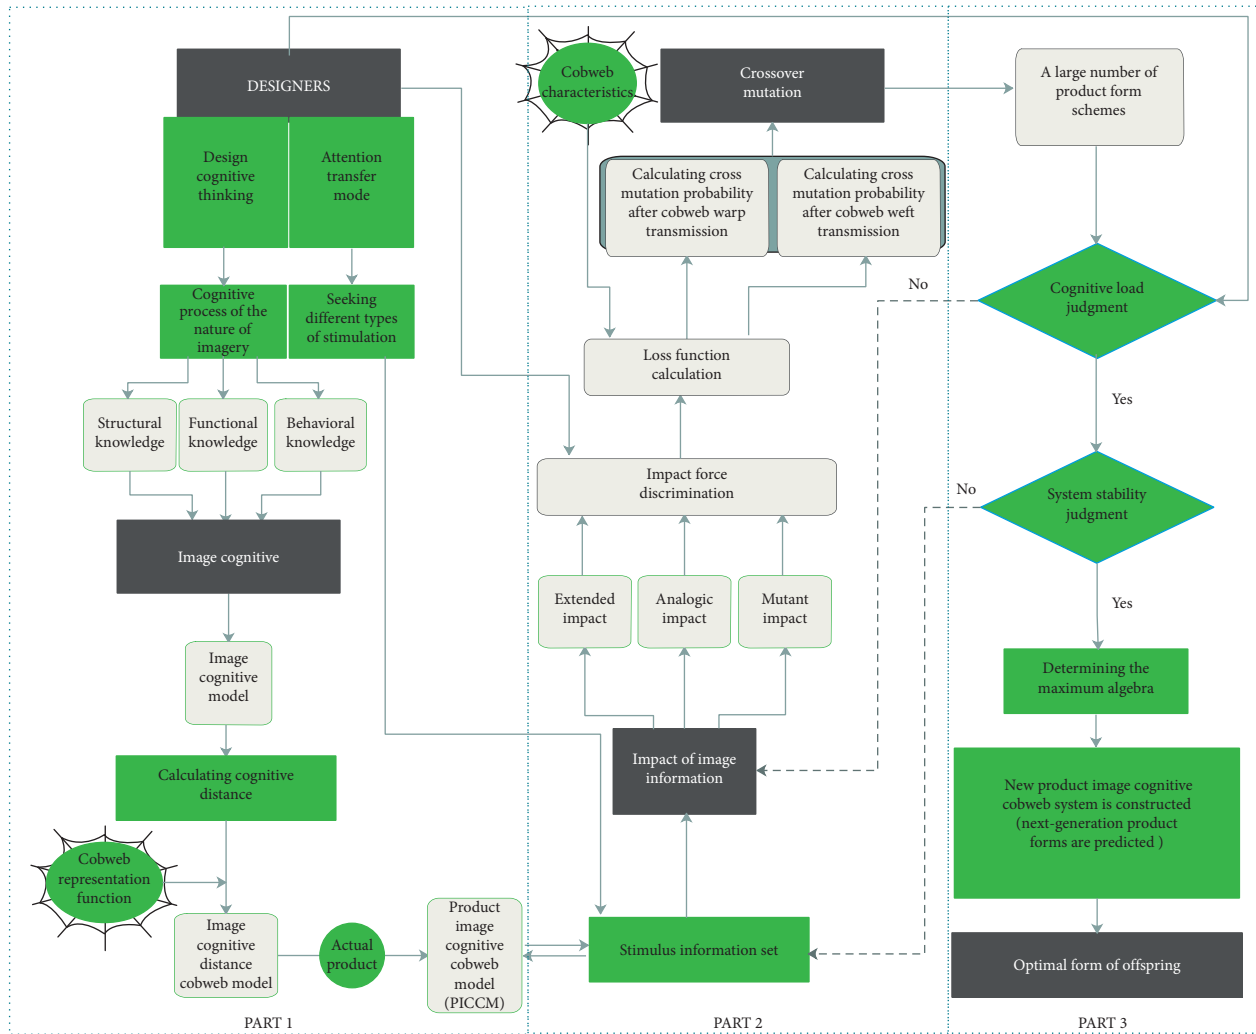 DESIGNERS
Design
cognitive
thinking
Attention
transfer
mode
Cognitive
process of the
nature of
imagery
Seeking
different types
of stimulation
Structural
knowledge
Functional
knowledge
Behavioral
knowledge
Image cognitive
Image
cognitive
model
Calculating cognitive
distance
Cobweb
representation
function
Image
cognitive
distance
cobweb model
Actual
product
Product
image
cognitive
cobweb
model
(PICCM)
PART 1
Cobweb
characteristics
Crossover
mutation
Calculating cross
mutation probability
after cobweb warp
transmission
Calculating cross
mutation probability
after cobweb weft
transmission
Loss function
calculation
Impact force
discrimination
Extended
impact
Analogic
impact
Mutant
impact
Impact of image
information
Stimulus information set
PART 2
A large number of
product form
schemes
Cognitive load
judgment
No
Yes
System stability
judgment
No
Yes
Determining the
maximum algebra
New product image cognitive
cobweb system is constructed
(next-generation product
forms are predicted )
Optimal form of offspring
PART 3